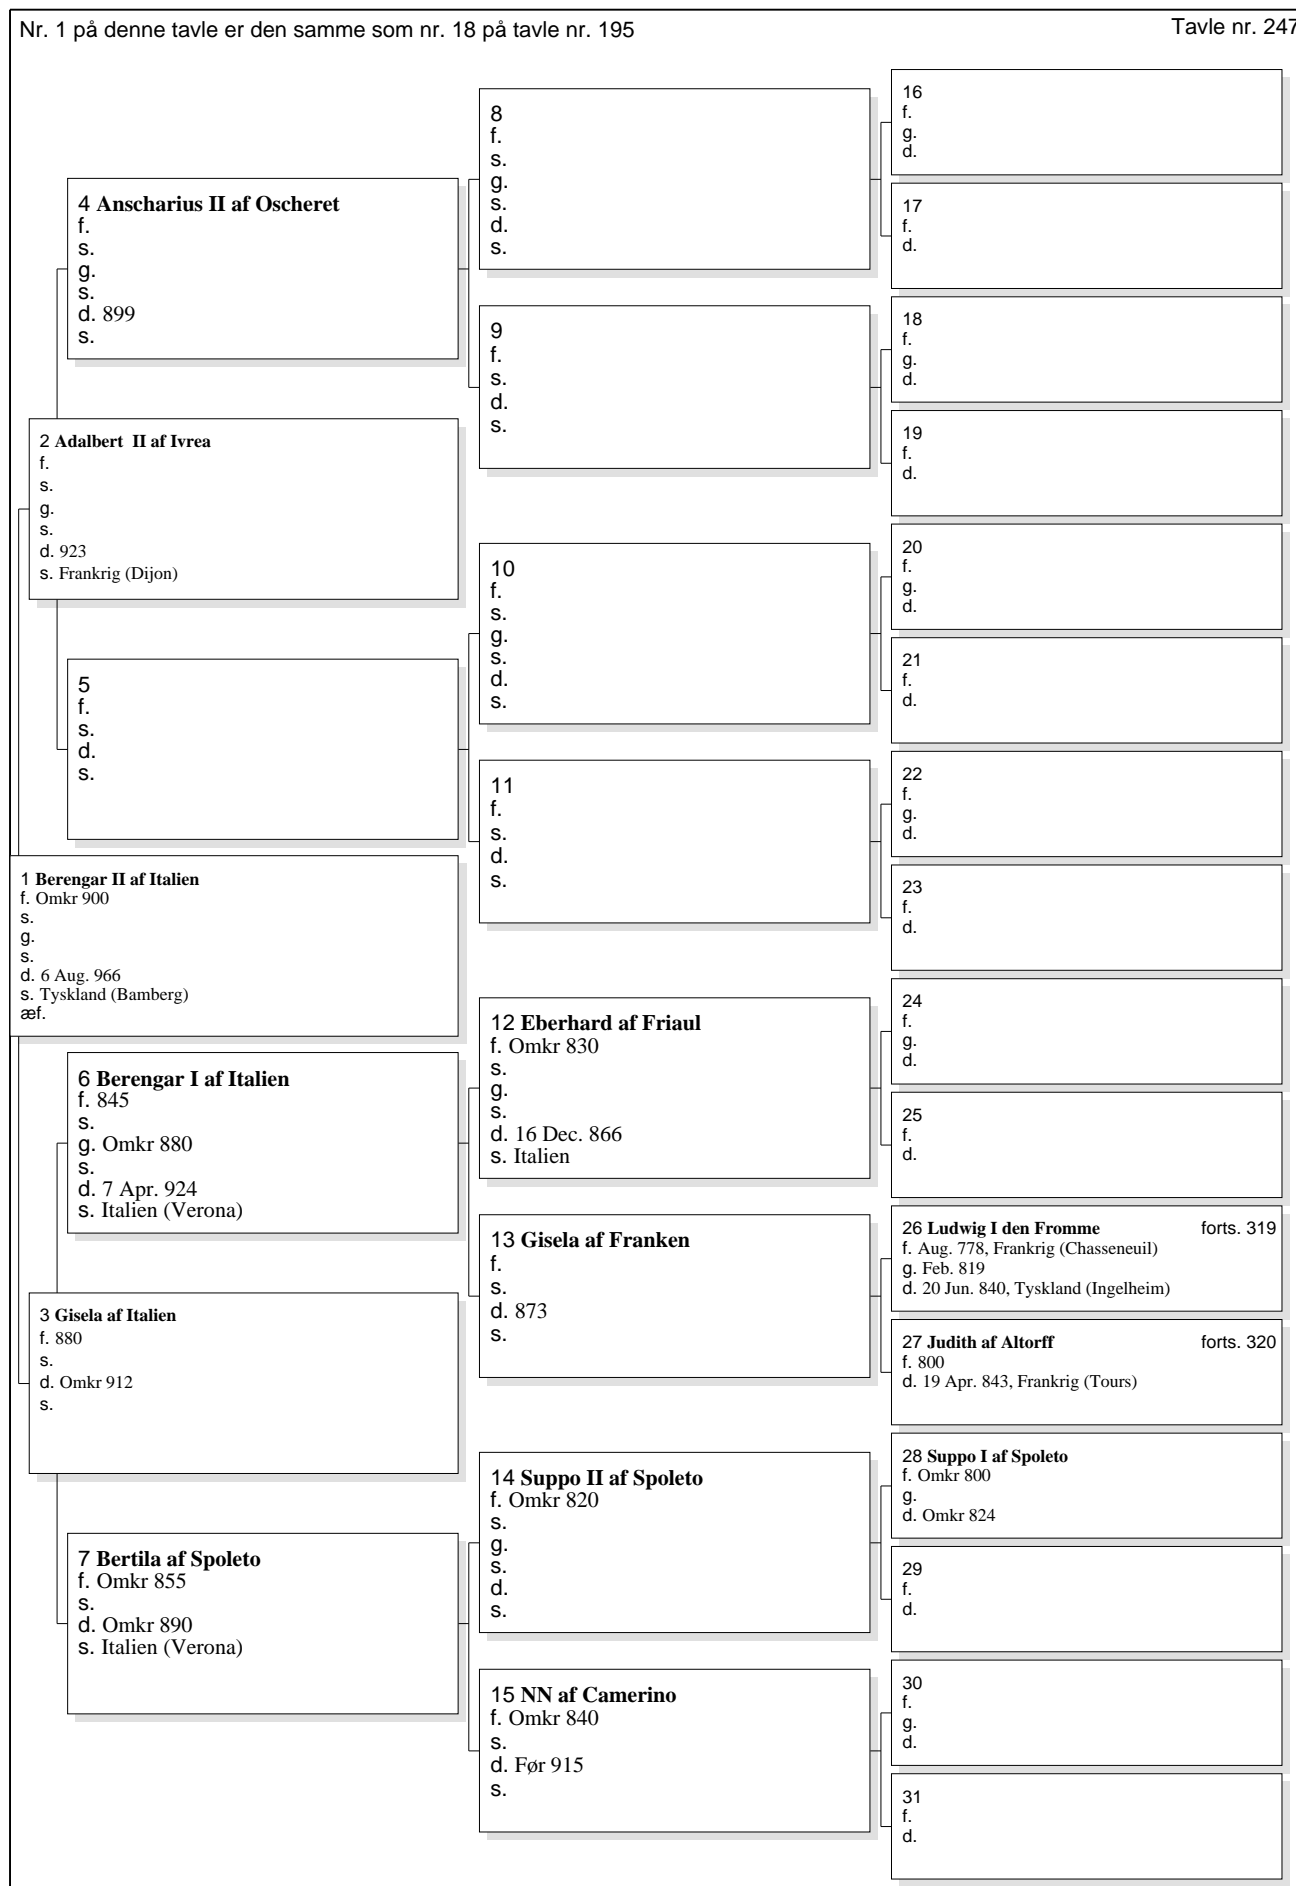 Nr. 1 på denne tavle er den samme som nr. 18 på tavle nr. 195
Tavle nr. 247
1 Berengar II af Italien
f. Omkr 900
s.
g.
s.
d. 6 Aug. 966
s. Tyskland (Bamberg)
æf.
2 Adalbert  II af Ivrea
f.
s.
g.
s.
d. 923
s. Frankrig (Dijon)
3 Gisela af Italien
f. 880
s.
d. Omkr 912
s.
4 Anscharius II af Oscheret
f.
s.
g.
s.
d. 899
s.
5
f.
s.
d.
s.
6 Berengar I af Italien
f. 845
s.
g. Omkr 880
s.
d. 7 Apr. 924
s. Italien (Verona)
7 Bertila af Spoleto
f. Omkr 855
s.
d. Omkr 890
s. Italien (Verona)
8
f.
s.
g.
s.
d.
s.
9
f.
s.
d.
s.
10
f.
s.
g.
s.
d.
s.
11
f.
s.
d.
s.
12 Eberhard af Friaul
f. Omkr 830
s.
g.
s.
d. 16 Dec. 866
s. Italien
13 Gisela af Franken
f.
s.
d. 873
s.
14 Suppo II af Spoleto
f. Omkr 820
s.
g.
s.
d.
s.
15 NN af Camerino
f. Omkr 840
s.
d. Før 915
s.
16
f.
g.
d.
17
f.
d.
18
f.
g.
d.
19
f.
d.
20
f.
g.
d.
21
f.
d.
22
f.
g.
d.
23
f.
d.
24
f.
g.
d.
25
f.
d.
26 Ludwig I den Fromme forts. 319
f. Aug. 778, Frankrig (Chasseneuil)
g. Feb. 819
d. 20 Jun. 840, Tyskland (Ingelheim)
27 Judith af Altorff forts. 320
f. 800
d. 19 Apr. 843, Frankrig (Tours)
28 Suppo I af Spoleto
f. Omkr 800
g.
d. Omkr 824
29
f.
d.
30
f.
g.
d.
31
f.
d.